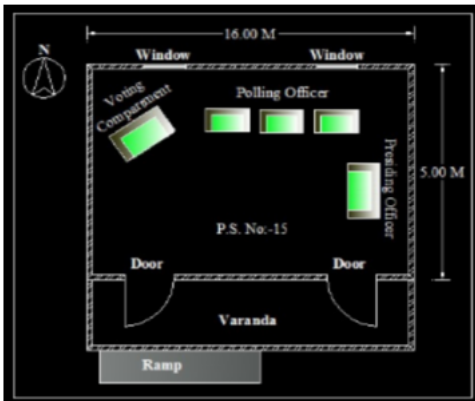 16.00 M
N
Window
Window
Voting
Compartment
Polling Officer
Presiding Officer
5.00 M
P.S. No:-15
Door
Door
Varanda
Ramp